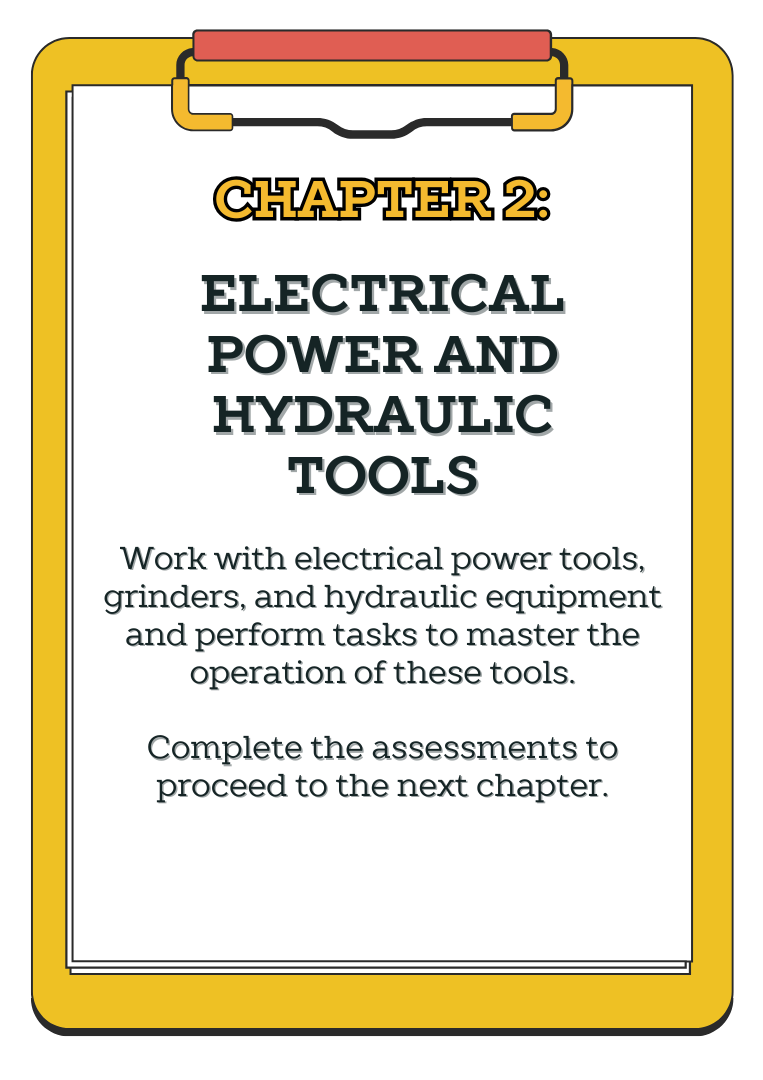 CHAPTER 2:
ELECTRICAL
POWER AND
HYDRAULIC
TOOLS
Work with electrical power tools,
grinders, and hydraulic equipment
and perform tasks to master the
operation of these tools.
Complete the assessments to
proceed to the next chapter.